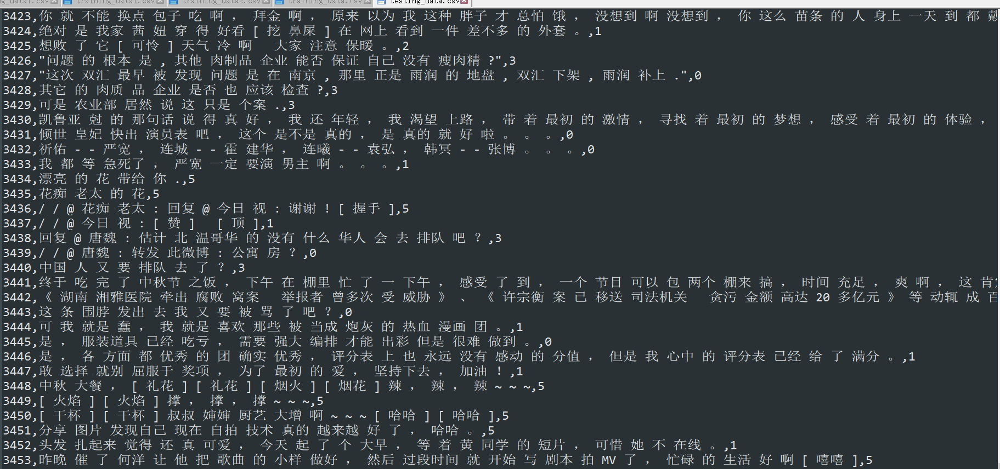 training_data1.csv training_data2.csv training_data.csv testing_data.csv
3423,你 就 不能 换点 包子 吃 啊 , 拜金 啊 , 原来 以为 我 这种 胖子 才 总怕 饿 , 没想到 啊 没想到 , 你 这么 苗条 的 人 身上 一天 到 都 戴
3424,绝对 是 我家 茜 妞 穿 得 好看 [ 挖 鼻屎 ] 在 网上 看到 一件 差不多 的 外套 。,1
3425,想败 了 它 [ 可怜 ] 天气 冷 啊   大家 注意 保暖 。,2
3426,"问题 的 根本 是 , 其他 肉制品 企业 能否 保证 自己 没有 瘦肉精 ?",3
3427,"这次 双汇 最早 被 发现 问题 是 在 南京 , 那里 正是 雨润 的 地盘 , 双汇 下架 , 雨润 补上 .",0
3428,其它 的 肉质 品 企业 是否 也 应该 检查 ?,3
3429,可是 农业部 居然 说 这 只是 个案 .,3
3430,凯鲁亚 尅 的 那句话 说 得 真 好 , 我 还 年轻 , 我 渴望 上路 , 带 着 最初 的 激情 , 寻找 着 最初 的 梦想 , 感受 着 最初 的 体验 ,
3431,倾世 皇妃 快出 演员表 吧 , 这个 是不是 真的 , 是 真的 就 好 啦 。 。 。,0
3432,祈佑 - - 严宽 , 连城 - - 霍 建华 , 连曦 - - 袁弘 , 韩冥 - - 张博 。 。 。,0
3433,我 都 等 急死了 , 严宽 一定 要演 男主 啊 。 。 。,1
3434,漂亮 的 花 带给 你 .,5
3435,花痴 老太 的 花,5
3436,/ / @ 花痴 老太 : 回复 @ 今日 视 : 谢谢 ! [ 握手 ],5
3437,/ / @ 今日 视 : [ 赞 ]   [ 顶 ],1
3438,回复 @ 唐魏 : 估计 北 温哥华 的 没有 什么 华人 会 去 排队 吧 ? ,3
3439,/ / @ 唐魏 : 转发 此微博 : 公寓 房 ? ,0
3440,中国 人 又 要 排队 去 了 ? ,3
3441,终于 吃 完 了 中秋节 之饭 , 下午 在 棚里 忙 了 一 下午 , 感受 了 到 , 一个 节目 可以 包 两个 棚来 搞 , 时间 充足 , 爽 啊 , 这 肯定
3442,《 湖南 湘雅医院 牵出 腐败 窝案   举报者 曾多次 受 威胁 》 、 《 许宗衡 案 已 移送 司法机关   贪污 金额 高达 20 多亿元 》 等 动辄 成 百
3443,这 条 围脖 发出 去 我 又 要 被 骂 了 吧 ? ,0
3444,可 我 就是 蠢 , 我 就是 喜欢 那些 被 当成 炮灰 的 热血 漫画 团 。,1
3445,是 , 服装道具 已经 吃亏 , 需要 强大 编排 才能 出彩 但是 很难 做到 。,0
3446,是 , 各 方面 都 优秀 的 团 确实 优秀 , 评分表 上 也 永远 没有 感动 的 分值 , 但是 我 心中 的 评分表 已经 给 了 满分 。,1
3447,敢 选择 就别 屈服于 奖项 , 为了 最初 的 爱 , 坚持下去 , 加油 ! ,1
3448,中秋 大餐 , [ 礼花 ] [ 礼花 ] [ 烟火 ] [ 烟花 ] 辣 , 辣 , 辣 ~ ~ ~,5
3449,[ 火焰 ] [ 火焰 ] 撑 , 撑 , 撑 ~ ~ ~,5
3450,[ 干杯 ] [ 干杯 ] 叔叔 婶婶 厨艺 大增 啊 ~ ~ ~ [ 哈哈 ] [ 哈哈 ],5
3451,分享 图片 发现自己 现在 自拍 技术 真的 越来越 好 了 , 哈哈 。,5
3452,头发 扎起来 觉得 还 真 可爱 , 今天 起 了 个 大早 , 等 着 黄 同学 的 短片 , 可惜 她 不 在线 。,1
3453,昨晚 催 了 何洋 让 他 把 歌曲 的 小样 做好 , 然后 过段时间 就 开始 写 剧本 拍 MV 了 , 忙碌 的 生活 好 啊 [ 嘻嘻 ],5